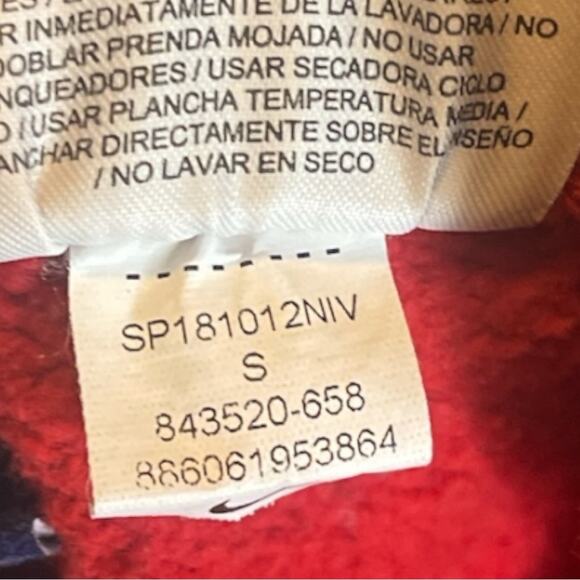 R INMEDIATAMENTE DE LA LAVADORA / NO
DOBLAR PRENDA MOJADA / NO USAR
NQUEADORES / USAR SECADORA CICLO
O / USAR PLANCHA TEMPERATURA MEDIA /
ANCHAR DIRECTAMENTE SOBRE EL DISEÑO
/ NO LAVAR EN SECO
SP181012NIV
S
843520-658
886061953864